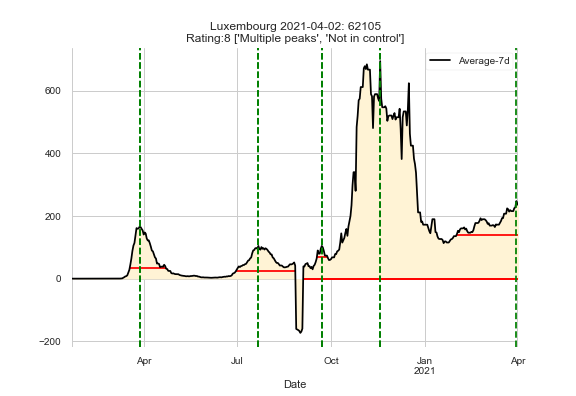 Luxembourg 2021-04-02: 62105
Rating:8 ['Multiple peaks', 'Not in control']
Average-7d
600
400
200
0
−200
Apr
Jul
Oct
Jan
2021
Apr
Date